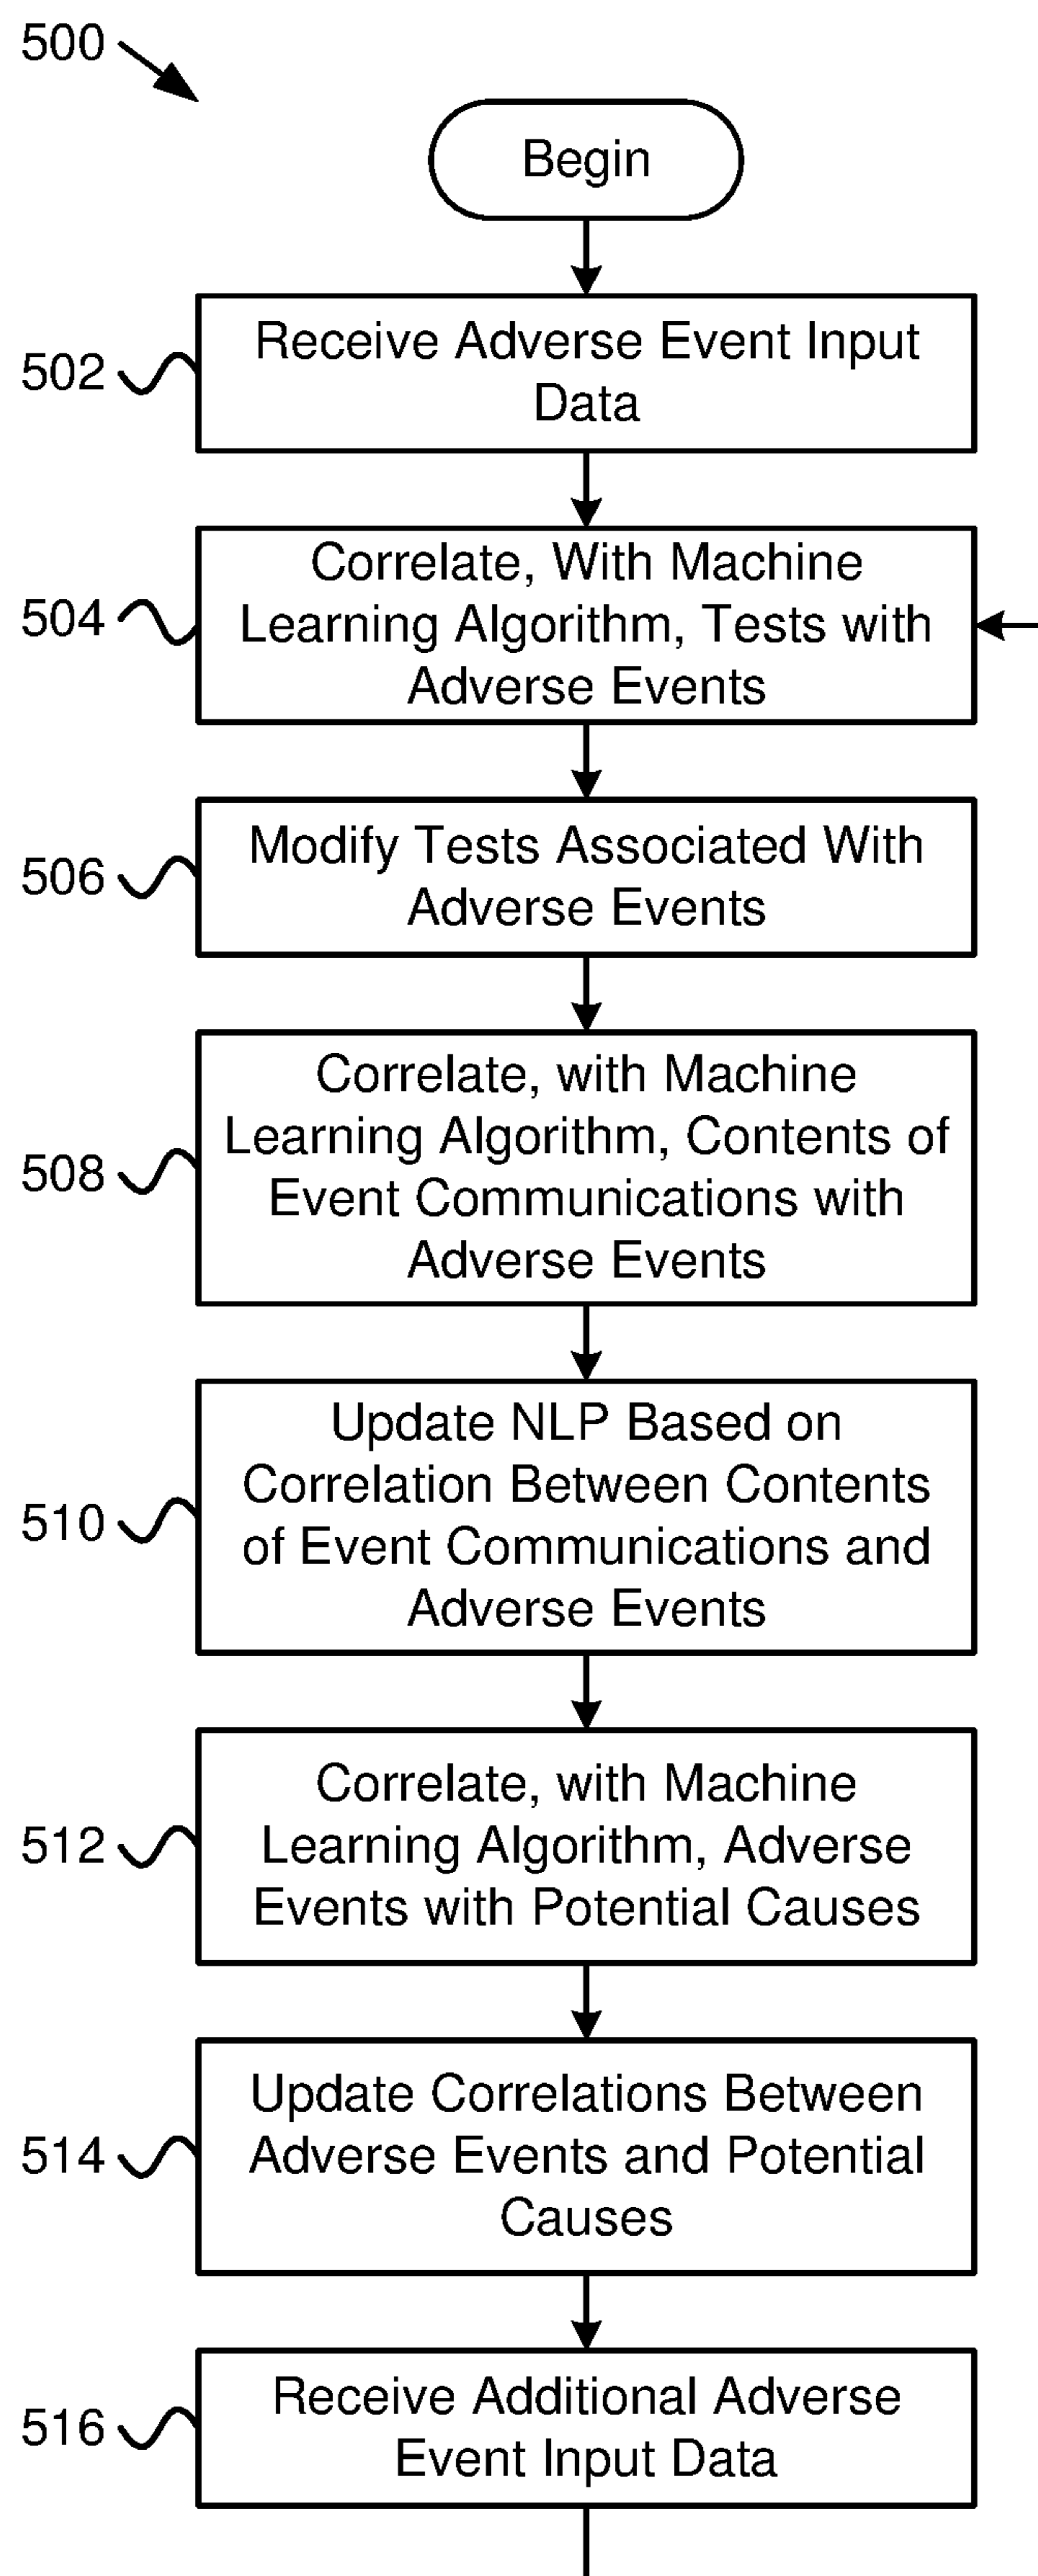 500
Begin
502
Receive Adverse Event Input
Data
504
Correlate, With Machine
Learning Algorithm, Tests with
Adverse Events
506
Modify Tests Associated With
Adverse Events
508
Correlate, with Machine
Learning Algorithm, Contents of
Event Communications with
Adverse Events
510
Update NLP Based on
Correlation Between Contents
of Event Communications and
Adverse Events
512
Correlate, with Machine
Learning Algorithm, Adverse
Events with Potential Causes
514
Update Correlations Between
Adverse Events and Potential
Causes
516
Receive Additional Adverse
Event Input Data